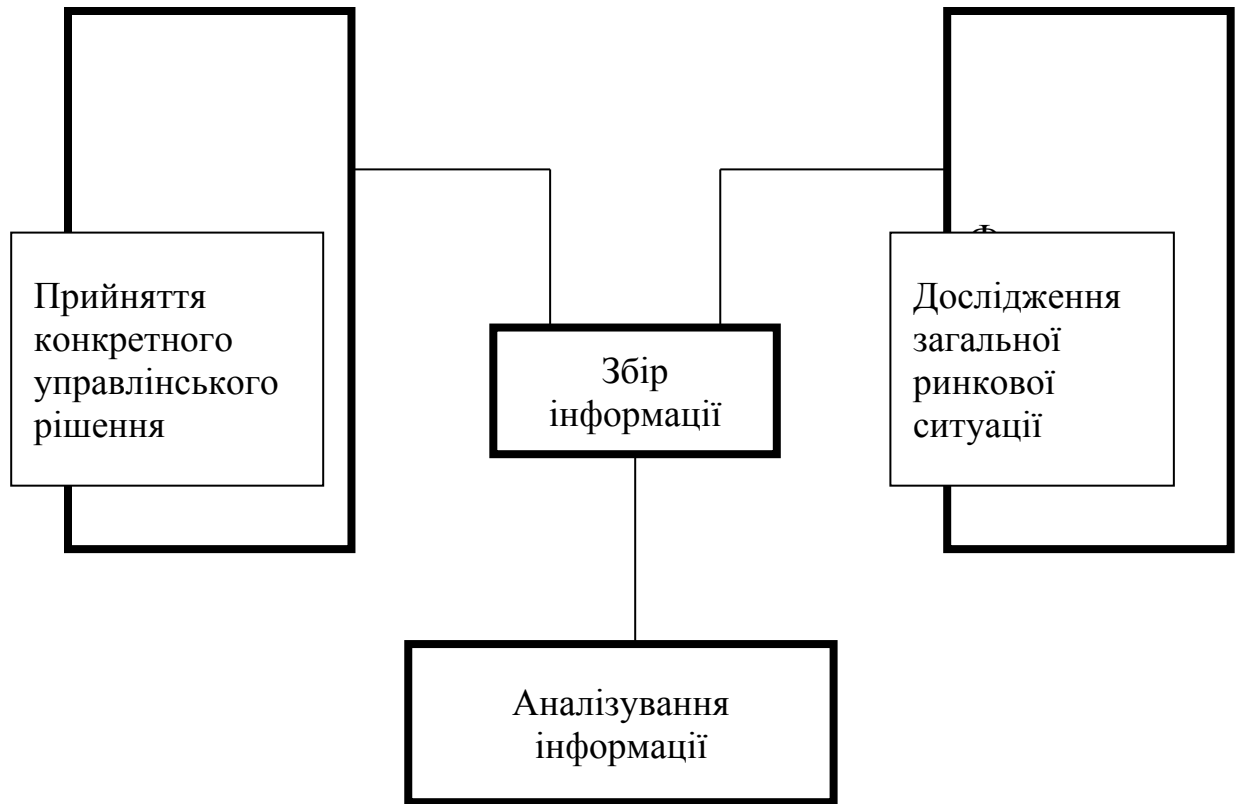 Прийняття
конкретного
управлінського
рішення
Збір
інформації
Дослідження
загальної
ринкової
ситуації
Аналізування
інформації